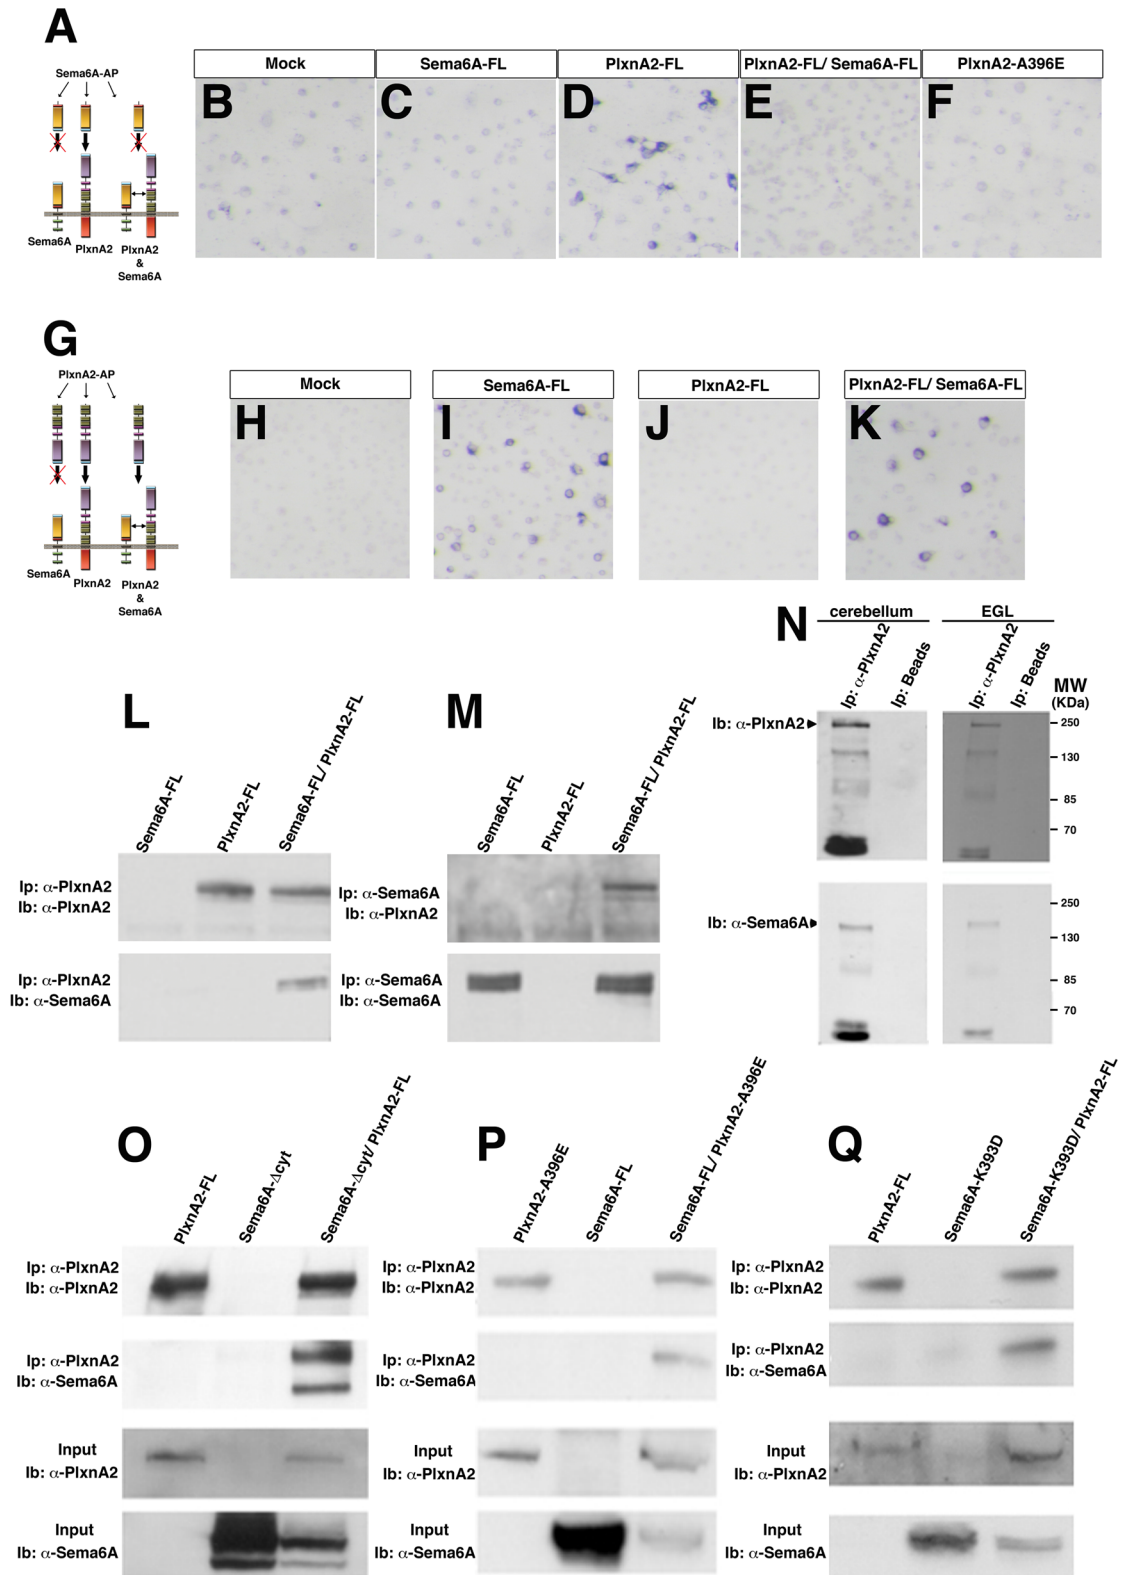 A
Sema6A-AP
Sema6A
PlxnA2
PlxnA2
&
Sema6A
Mock
Sema6A-FL
PlxnA2-FL
PlxnA2-FL/ Sema6A-FL
PlxnA2-A396E
B
C
D
E
F
G
PlxnA2-AP
Sema6A
PlxnA2
PlxnA2
&
Sema6A
Mock
Sema6A-FL
PlxnA2-FL
PlxnA2-FL/ Sema6A-FL
H
I
J
K
L
Sema6A-FL
PlxnA2-FL
Sema6A-FL/ PlxnA2-FL
Ip: α-PlxnA2
Ib: α-PlxnA2
Ip: α-PlxnA2
Ib: α-Sema6A
M
Sema6A-FL
PlxnA2-FL
Sema6A-FL/ PlxnA2-FL
Ip: α-Sema6A
Ib: α-PlxnA2
Ip: α-Sema6A
Ib: α-Sema6A
N
cerebellum
EGL
Ip: α-PlxnA2
Ip: Beads
Ip: α-PlxnA2
Ip: Beads
MW
(KDa)
Ib: α-PlxnA2
250
130
85
70
Ib: α-Sema6A
250
130
85
70
O
PlxnA2-FL
Sema6A-Δcyt
Sema6A-Δcyt/ PlxnA2-FL
Ip: α-PlxnA2
Ib: α-PlxnA2
Ip: α-PlxnA2
Ib: α-Sema6A
Input
Ib: α-PlxnA2
Input
Ib: α-Sema6A
P
PlxnA2-A396E
Sema6A-FL
Sema6A-FL/ PlxnA2-A396E
Ip: α-PlxnA2
Ib: α-PlxnA2
Ip: α-PlxnA2
Ib: α-Sema6A
Input
Ib: α-PlxnA2
Input
Ib: α-Sema6A
Q
PlxnA2-FL
Sema6A-K393D
Sema6A-K393D/ PlxnA2-FL
Ip: α-PlxnA2
Ib: α-PlxnA2
Ip: α-PlxnA2
Ib: α-Sema6A
Input
Ib: α-PlxnA2
Input
Ib: α-Sema6A